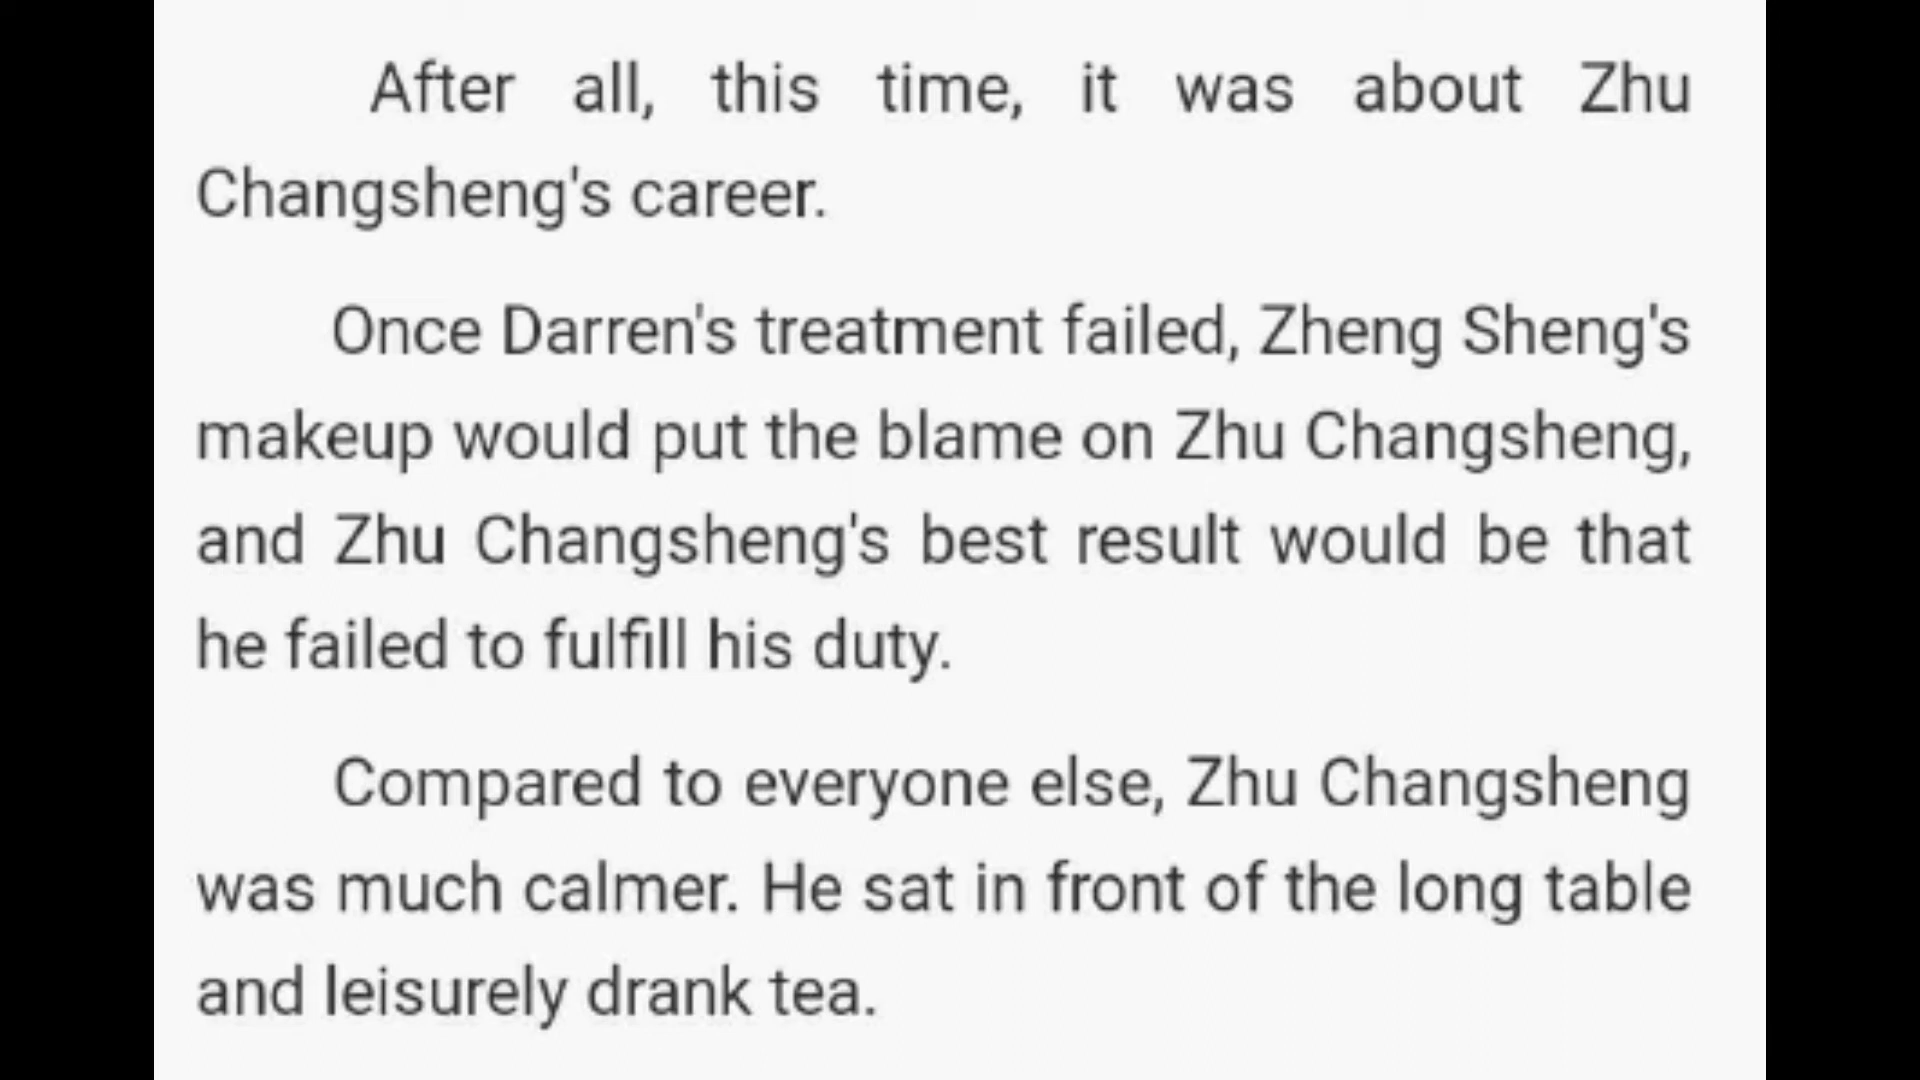 After all, this time, it was about Zhu
Changsheng's career.
Once Darren's treatment failed, Zheng Sheng's
makeup would put the blame on Zhu Changsheng,
and Zhu Changsheng's best result would be that
he failed to fulfill his duty.
Compared to everyone else, Zhu Changsheng
was much calmer. He sat in front of the long table
and leisurely drank tea.